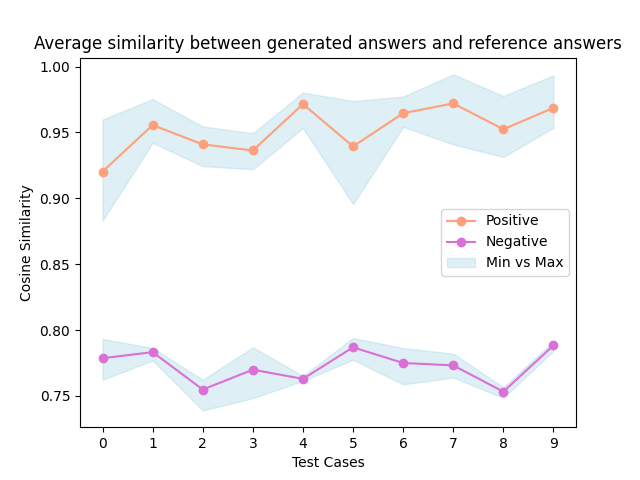 Average similarity between generated answers and reference answers
1.00
0.95
0.90
0.85
0.80
0.75
Cosine Similarity
Positive
Negative
Min vs Max
0 1 2 3 4 5 6 7 8 9
Test Cases